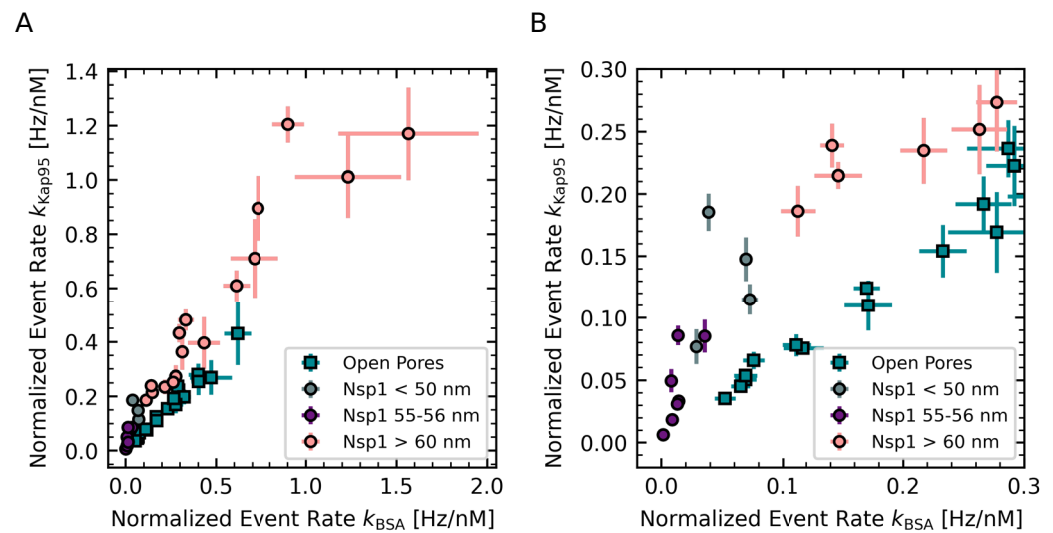 A
B
1.4
1.2
1.0
0.8
0.6
0.4
0.2
0.0
Normalized Event Rate kKap95 [Hz/nM]
Open Pores
Nsp1 < 50 nm
Nsp1 55-56 nm
Nsp1 > 60 nm
0.0 0.5 1.0 1.5 2.0
Normalized Event Rate kBSA [Hz/nM]
0.30
0.25
0.20
0.15
0.10
0.05
0.00
Normalized Event Rate kKap95 [Hz/nM]
Open Pores
Nsp1 < 50 nm
Nsp1 55-56 nm
Nsp1 > 60 nm
0.0 0.1 0.2 0.3
Normalized Event Rate kBSA [Hz/nM]